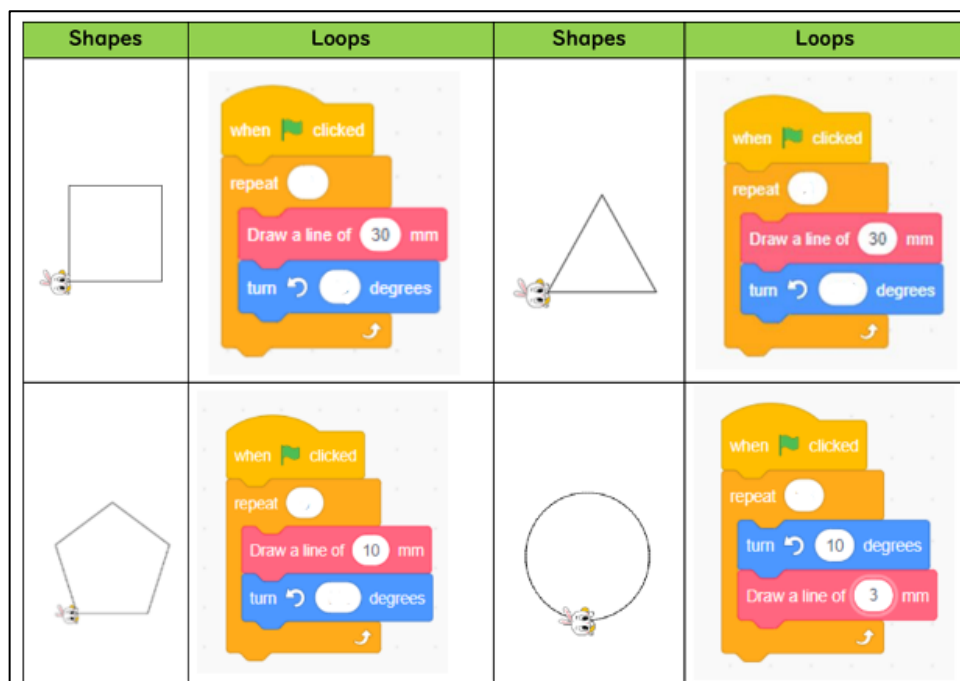 Shapes Loops Shapes Loops
when clicked
repeat
Draw a line of 30 mm
turn degrees
when clicked
repeat
Draw a line of 30 mm
turn degrees
when clicked
repeat
Draw a line of 10 mm
turn degrees
when clicked
repeat
turn 10 degrees
Draw a line of 3 mm